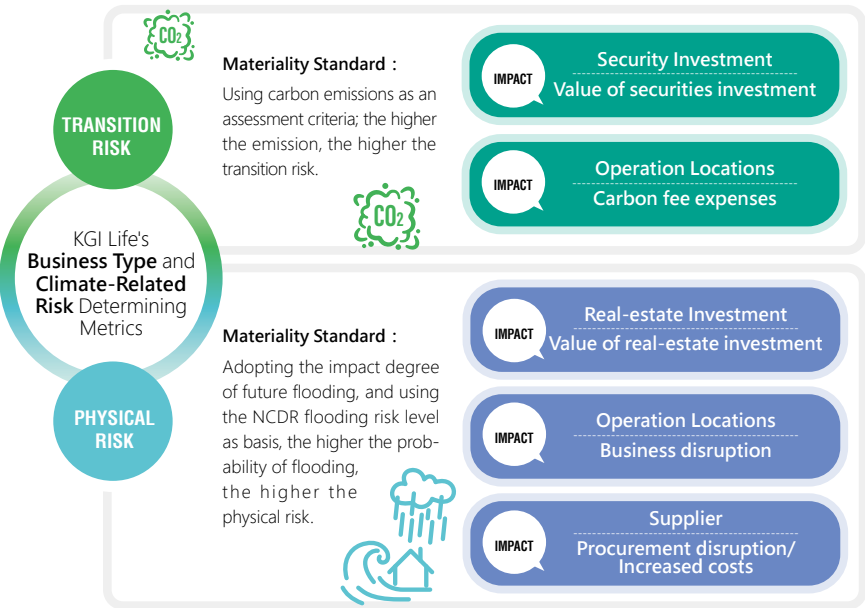 CO₂
TRANSITION
RISK
Materiality Standard：
Using carbon emissions as an
assessment criteria; the higher
the emission, the higher the
transition risk.
CO₂
IMPACT
Security Investment
Value of securities investment
IMPACT
Operation Locations
Carbon fee expenses
KGI Life's
Business Type and
Climate-Related
Risk Determining
Metrics
PHYSICAL
RISK
Materiality Standard：
Adopting the impact degree
of future flooding, and using
the NCDR flooding risk level
as basis, the higher the prob-
ability of flooding,
the higher the
physical risk.
IMPACT
Real-estate Investment
Value of real-estate investment
IMPACT
Operation Locations
Business disruption
IMPACT
Supplier
Procurement disruption/
Increased costs